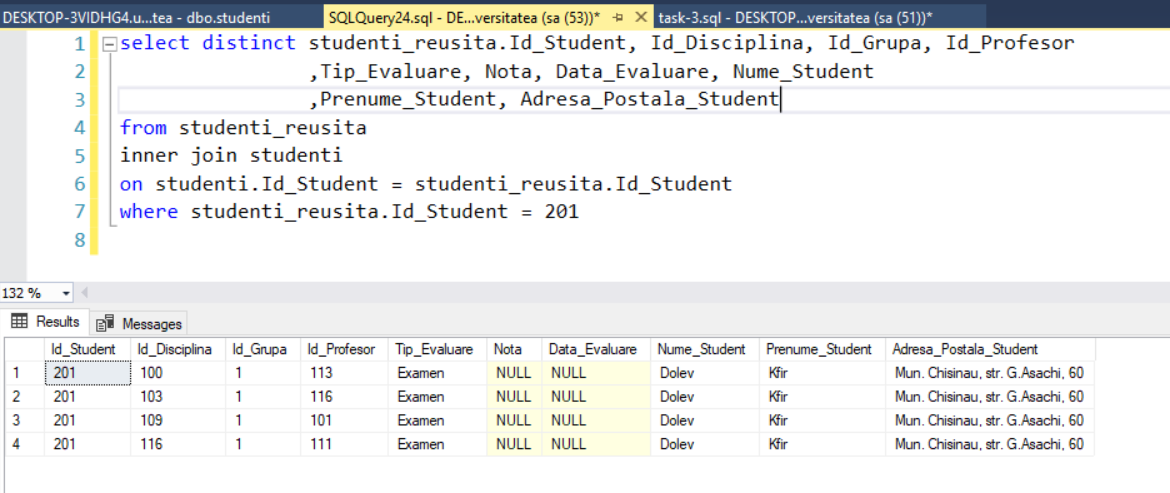 DESKTOP-3VIDHG4.u...tea - dbo.studenti SQLQuery24.sql - DE...versitatea (sa (53))* task-3.sql - DESKTOP...versitatea (sa (51))*
1 select distinct studenti_reusita.Id_Student, Id_Disciplina, Id_Grupa, Id_Profesor
2 ,Tip_Evaluare, Nota, Data_Evaluare, Nume_Student
3 ,Prenume_Student, Adresa_Postala_Student
4 from studenti_reusita
5 inner join studenti
6 on studenti.Id_Student = studenti_reusita.Id_Student
7 where studenti_reusita.Id_Student = 201
8
132 %
Results Messages
Id_Student Id_Disciplina Id_Grupa Id_Profesor Tip_Evaluare Nota Data_Evaluare Nume_Student Prenume_Student Adresa_Postala_Student
1 201 100 1 113 Examen NULL NULL Dolev Kfir Mun. Chisinau, str. G.Asachi, 60
2 201 103 1 116 Examen NULL NULL Dolev Kfir Mun. Chisinau, str. G.Asachi, 60
3 201 109 1 101 Examen NULL NULL Dolev Kfir Mun. Chisinau, str. G.Asachi, 60
4 201 116 1 111 Examen NULL NULL Dolev Kfir Mun. Chisinau, str. G.Asachi, 60